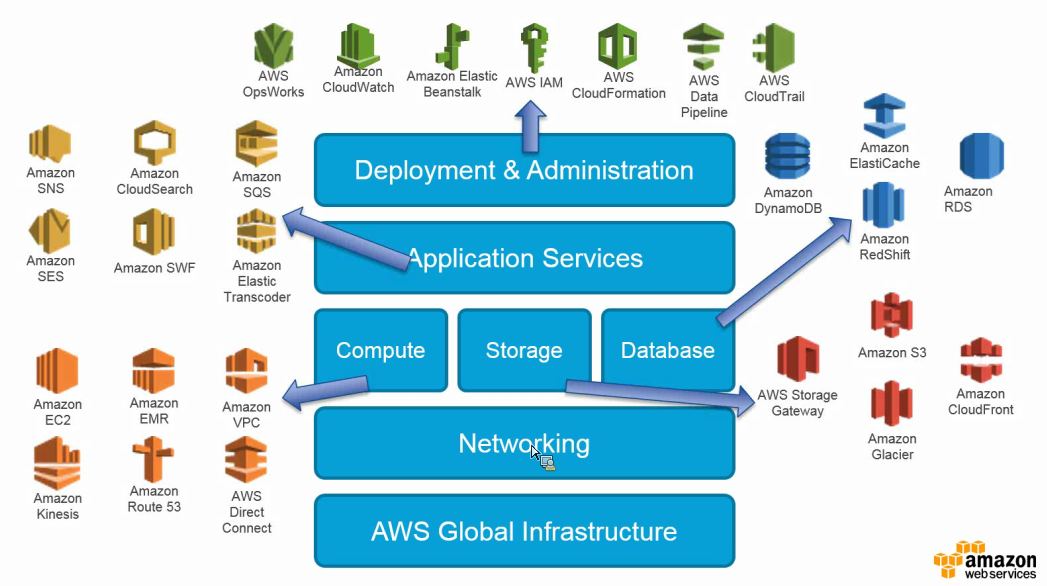 AWS
OpsWorks
Amazon
CloudWatch
Amazon Elastic
Beanstalk
AWS IAM
AWS
CloudFormation
AWS
Data
Pipeline
AWS
CloudTrail
Amazon
SNS
Amazon
CloudSearch
Amazon
SQS
Amazon
SES
Amazon SWF
Amazon
Elastic
Transcoder
Deployment & Administration
Application Services
Compute
Storage
Database
Networking
AWS Global Infrastructure
Amazon
ElastiCache
Amazon
DynamoDB
Amazon
RDS
Amazon
RedShift
Amazon S3
AWS Storage
Gateway
Amazon
CloudFront
Amazon
Glacier
Amazon
EC2
Amazon
EMR
Amazon
VPC
Amazon
Kinesis
Amazon
Route 53
AWS
Direct
Connect
amazon
web services